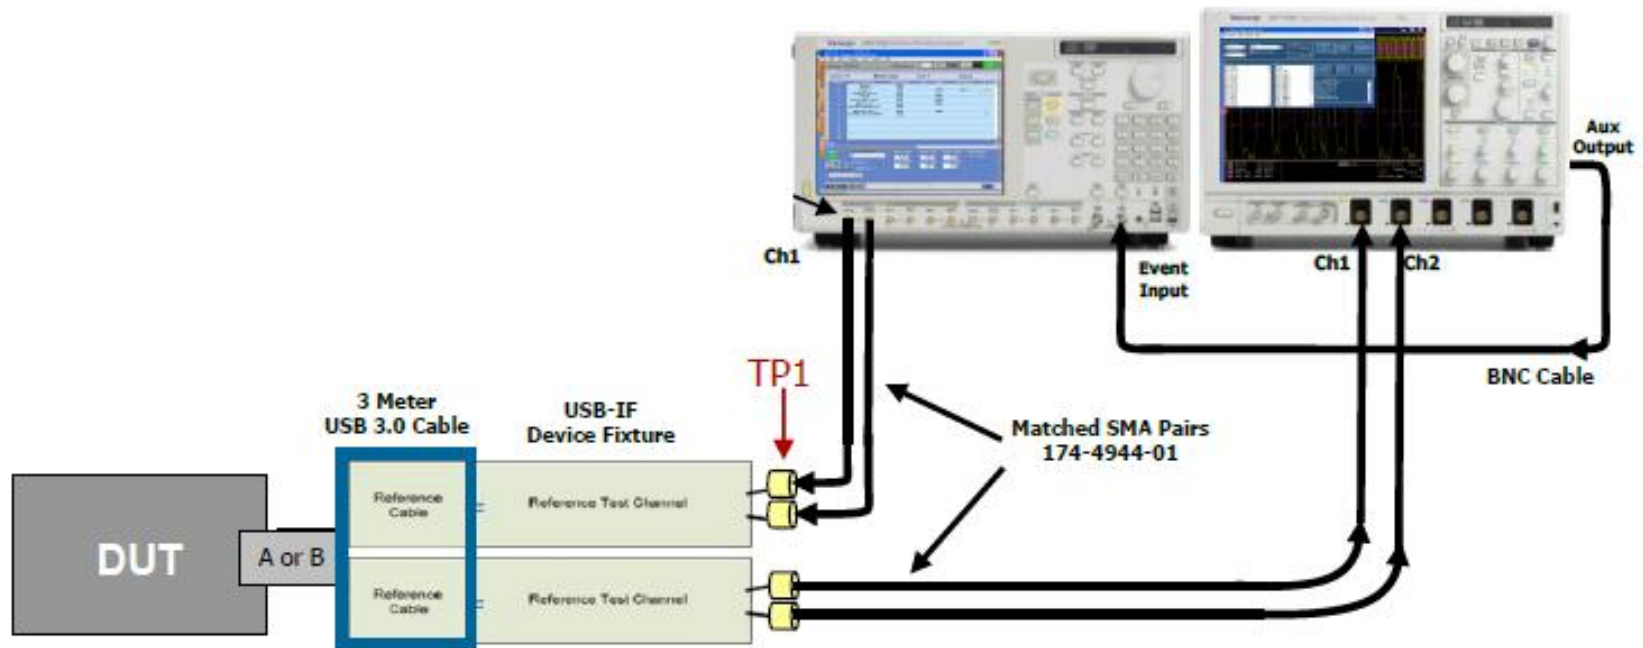 Aux
Output
Ch1
Event
Input
Ch1
Ch2
BNC Cable
TP1
3 Meter
USB 3.0 Cable
USB-IF
Device Fixture
Matched SMA Pairs
174-4944-01
Reference
Cable
Reference Test Channel
DUT
A or B
Reference
Cable
Reference Test Channel